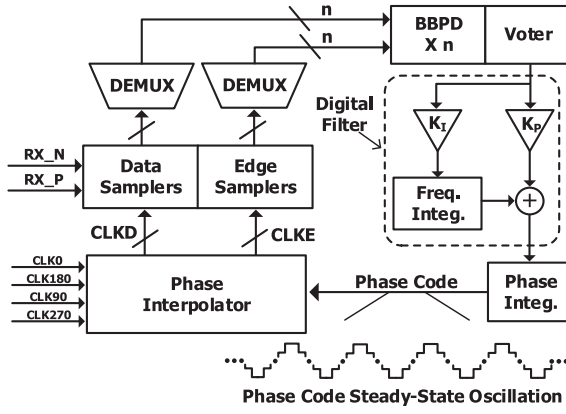 n
n
BBPD
X n
Voter
DEMUX
DEMUX
Digital
Filter
K_I
K_P
RX_N
RX_P
Data
Samplers
Edge
Samplers
Freq.
Integ.
+
CLKD
CLKE
CLK0
CLK180
CLK90
CLK270
Phase
Interpolator
Phase Code
Phase
Integ.
Phase Code Steady-State Oscillation